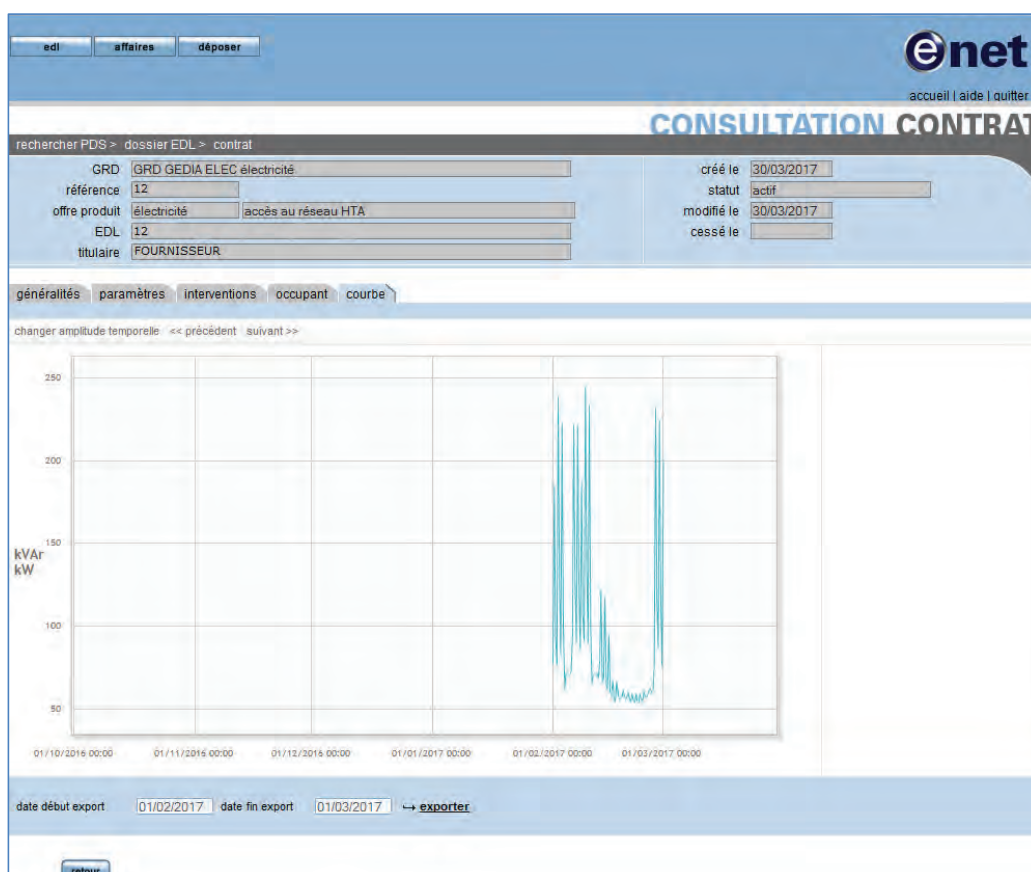 edl affaires déposer
enet
accueil | aide | quitter
CONSULTATION CONTRAT
rechercher PDS > dossier EDL > contrat
GRD GRD GEDIA ELEC électricité créé le 30/03/2017
référence 12 statut actif
offre produit électricité accès au réseau HTA modifié le 30/03/2017
EDL 12 cessé le
titulaire FOURNISSEUR
généralités paramètres interventions occupant courbe
changer amplitude temporelle << précédent suivant >>
250
200
150
kVAr
kW
100
50
01/10/2016 00:00 01/11/2016 00:00 01/12/2016 00:00 01/01/2017 00:00 01/02/2017 00:00 01/03/2017 00:00
date début export 01/02/2017 date fin export 01/03/2017 ↪ exporter
retour